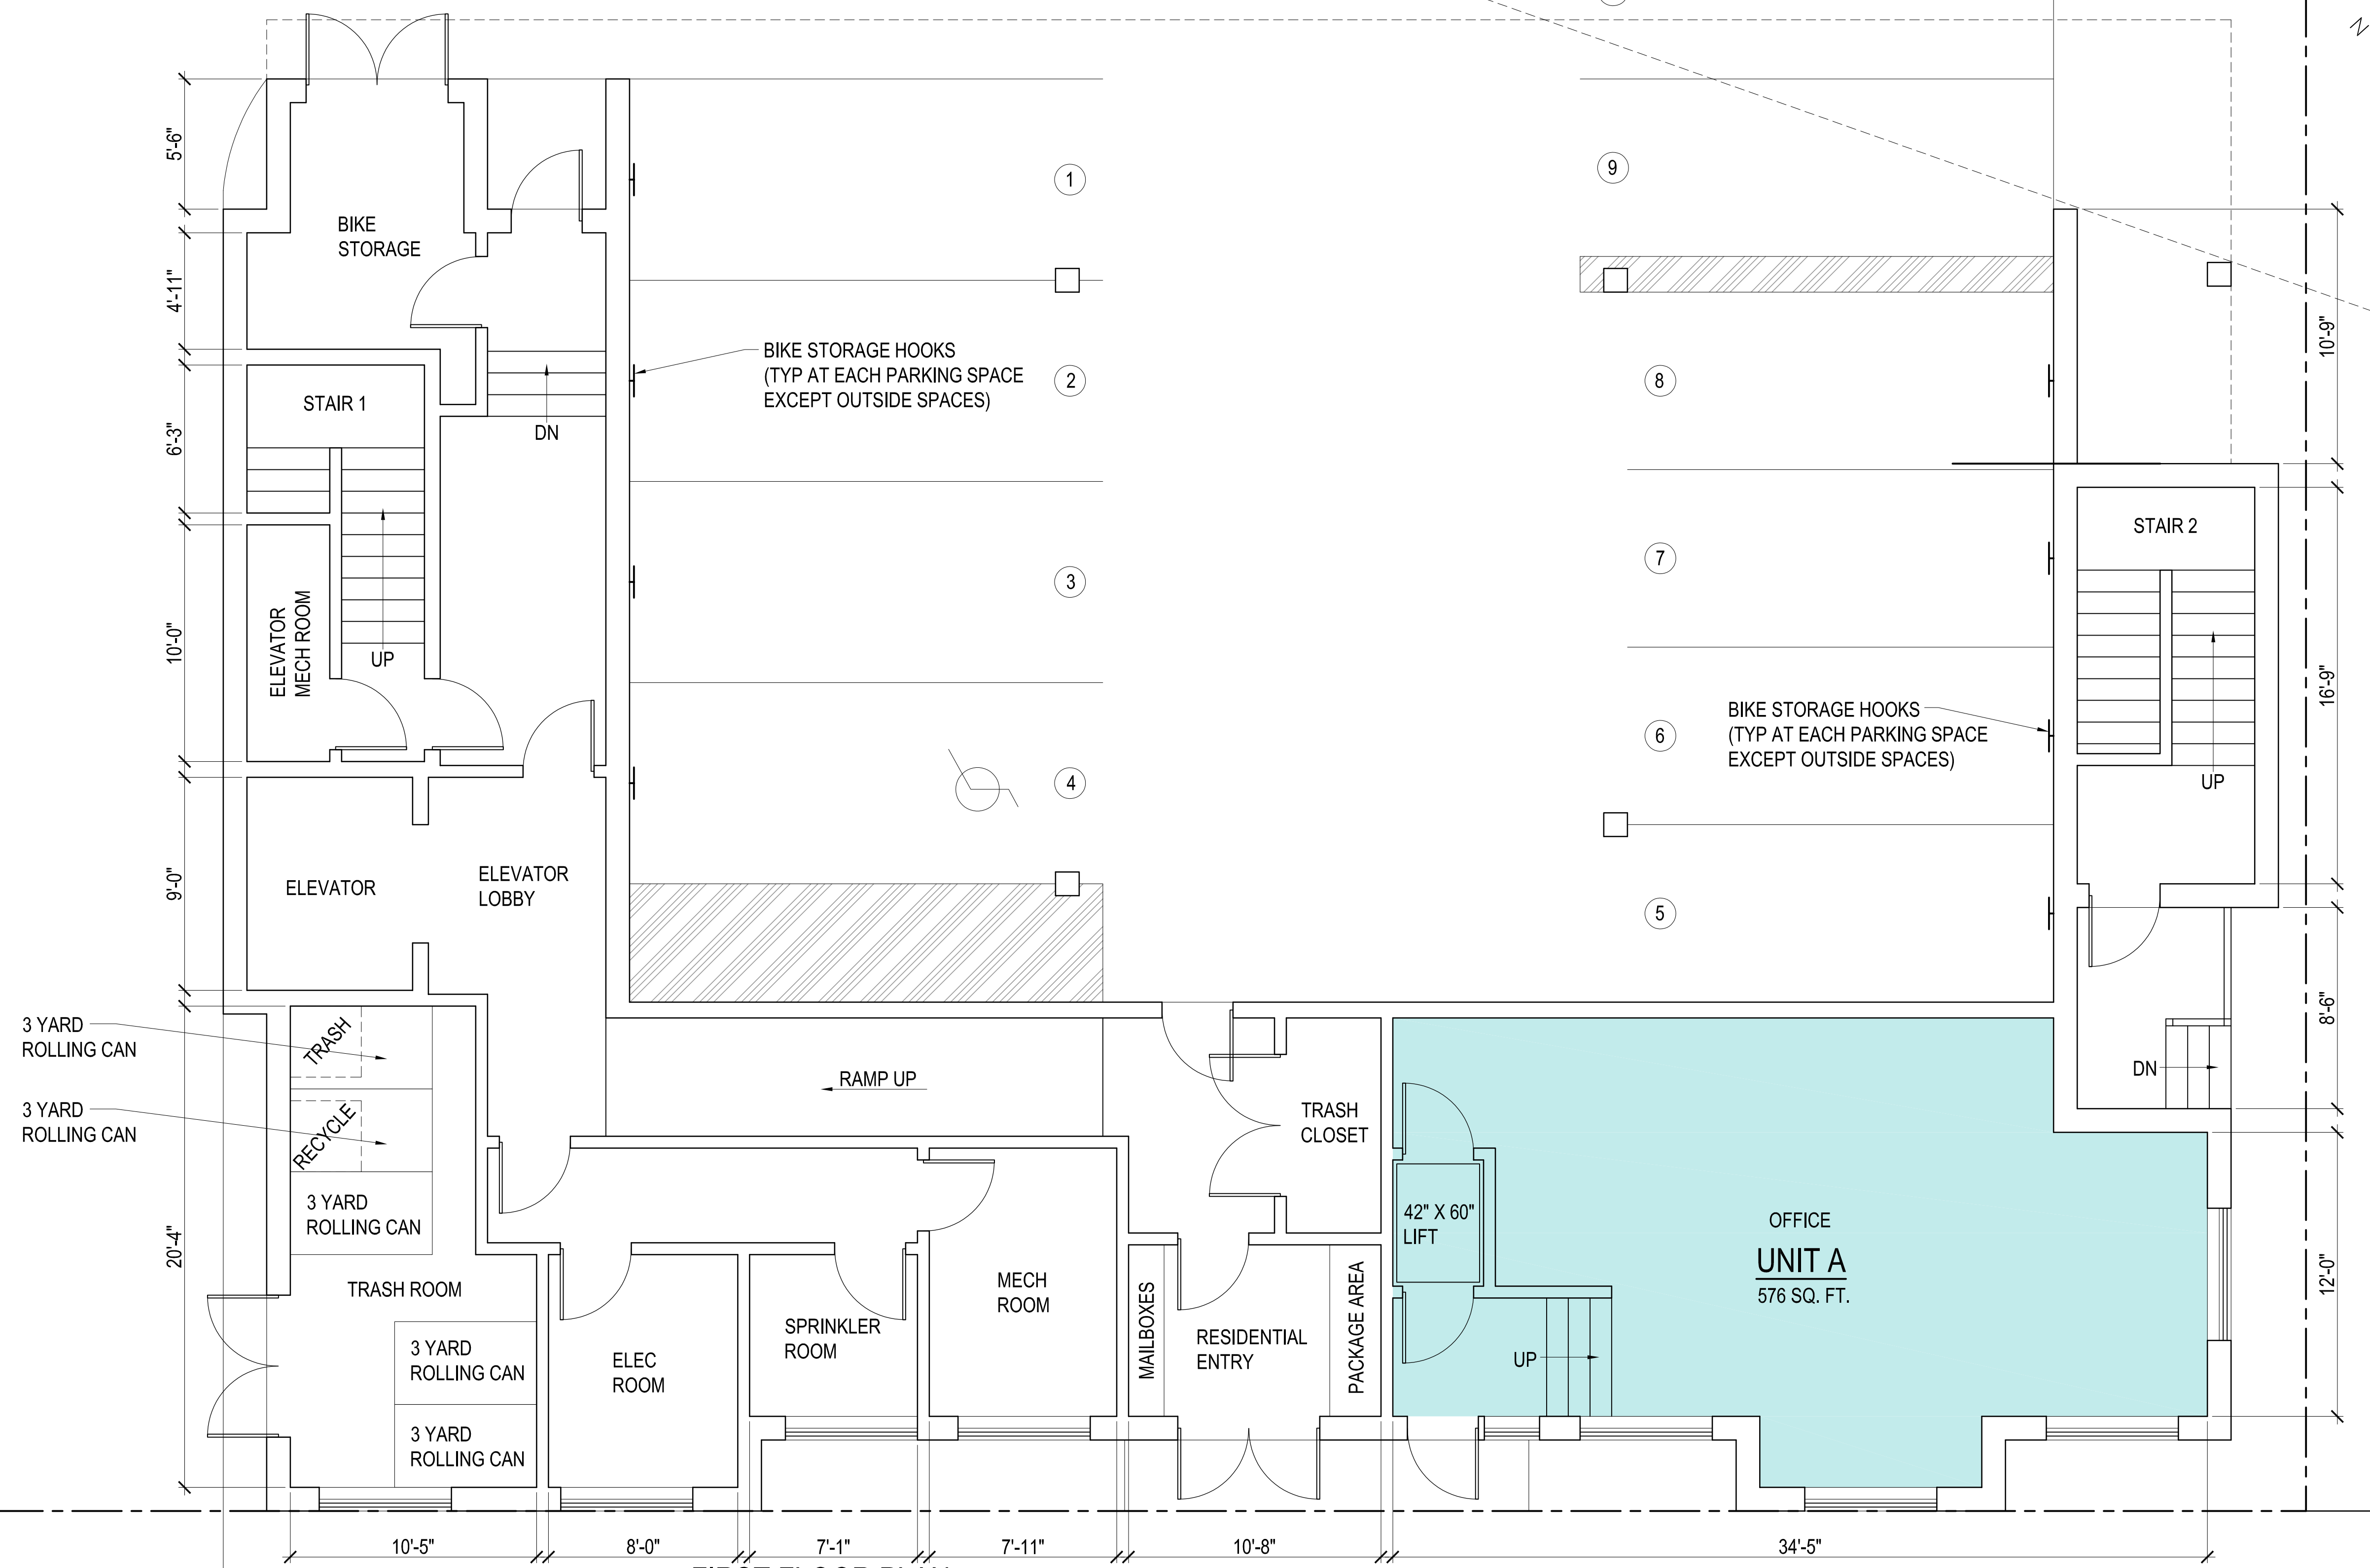 N
5'-6"
BIKE
STORAGE
1
9
4'-11"
BIKE STORAGE HOOKS
(TYP AT EACH PARKING SPACE
EXCEPT OUTSIDE SPACES)
2
8
10'-9"
STAIR 1
DN
6'-3"
STAIR 2
7
3
ELEVATOR
MECH ROOM
10'-0"
UP
BIKE STORAGE HOOKS
(TYP AT EACH PARKING SPACE
EXCEPT OUTSIDE SPACES)
6
16'-9"
4
UP
ELEVATOR
ELEVATOR
LOBBY
9'-0"
5
3 YARD
ROLLING CAN
TRASH
8'-6"
RAMP UP
DN
3 YARD
ROLLING CAN
RECYCLE
TRASH
CLOSET
3 YARD
ROLLING CAN
42" X 60"
LIFT
OFFICE
UNIT A
576 SQ. FT.
20'-4"
TRASH ROOM
MECH
ROOM
12'-0"
MAILBOXES
RESIDENTIAL
ENTRY
PACKAGE AREA
SPRINKLER
ROOM
3 YARD
ROLLING CAN
ELEC
ROOM
UP
3 YARD
ROLLING CAN
10'-5"
8'-0"
7'-1"
7'-11"
10'-8"
34'-5"
FIRST FLOOR PLAN